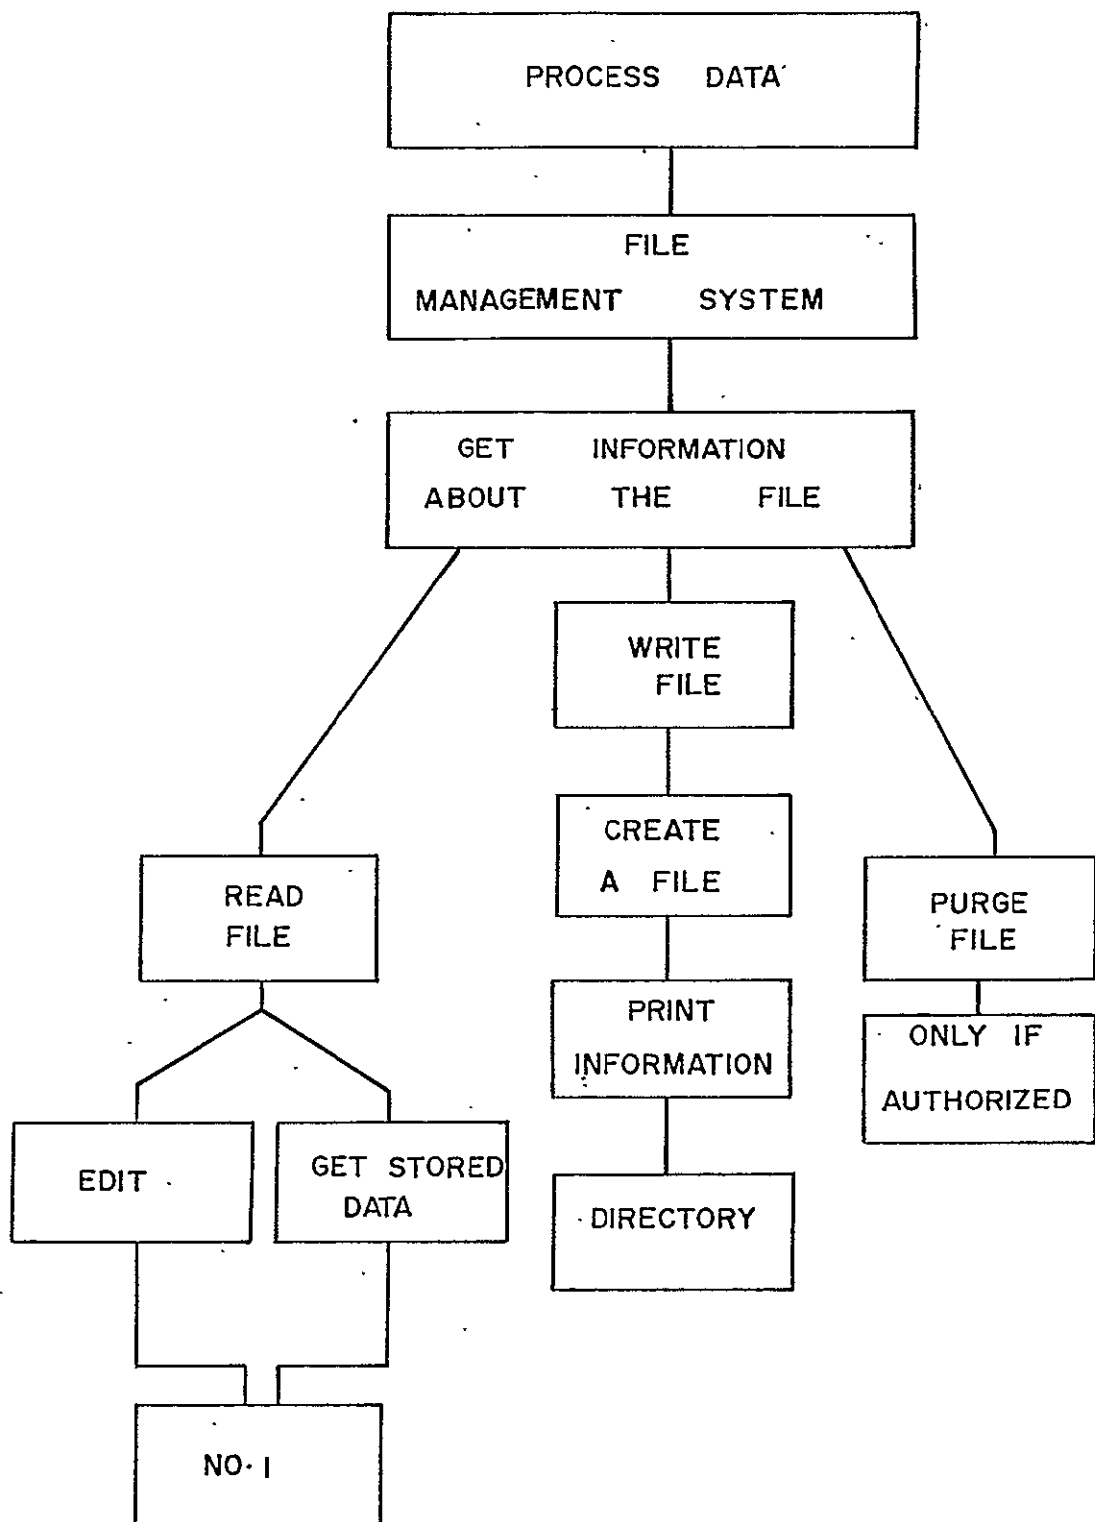 PROCESS DATA
FILE
MANAGEMENT SYSTEM
GET INFORMATION
ABOUT THE FILE
WRITE
FILE
CREATE
A FILE
READ
FILE
PURGE
FILE
PRINT
INFORMATION
ONLY IF
AUTHORIZED
EDIT
GET STORED
DATA
DIRECTORY
NO. 1